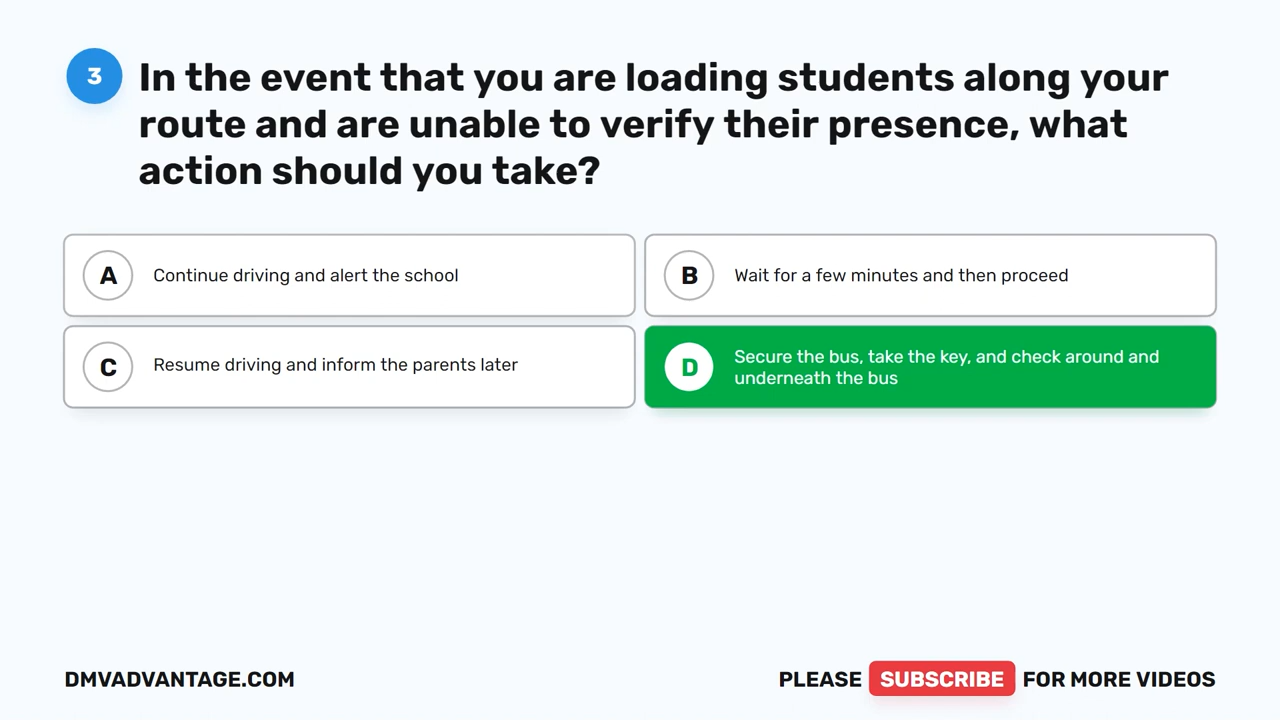 3
In the event that you are loading students along your
route and are unable to verify their presence, what
action should you take?
A
Continue driving and alert the school
B
Wait for a few minutes and then proceed
C
Resume driving and inform the parents later
D
Secure the bus, take the key, and check around and
underneath the bus
DMVADVANTAGE.COM
PLEASE SUBSCRIBE FOR MORE VIDEOS